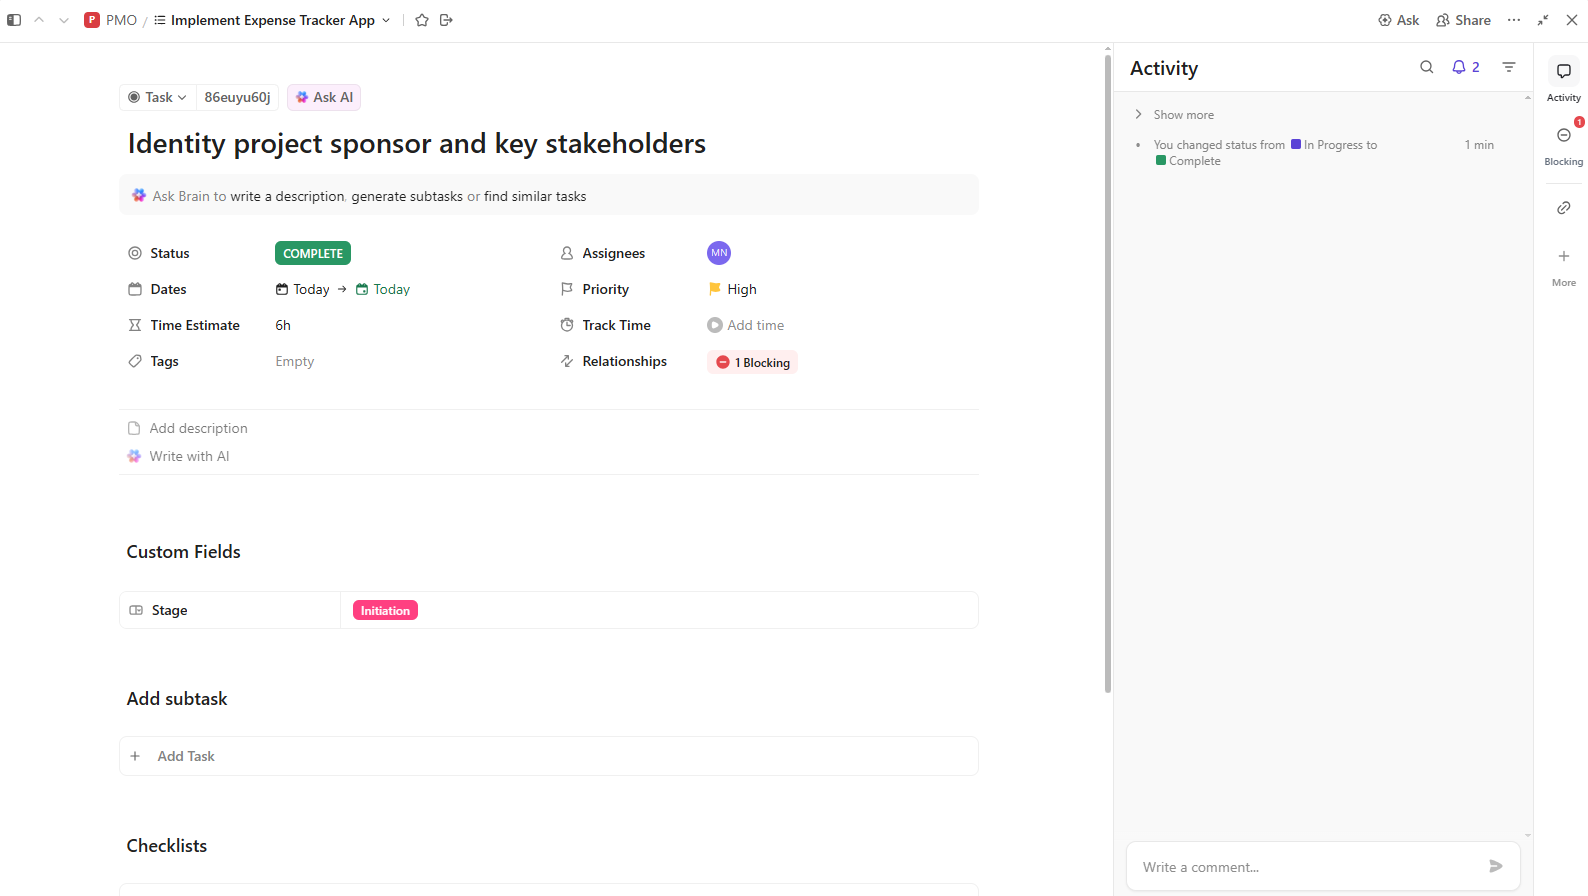 P PMO / Implement Expense Tracker App
Ask Share
Task 86euyu60j Ask AI
Identity project sponsor and key stakeholders
Ask Brain to write a description, generate subtasks or find similar tasks
Status COMPLETE Assignees MN
Dates Today → Today Priority High
Time Estimate 6h Track Time Add time
Tags Empty Relationships 1 Blocking
Add description
Write with AI
Custom Fields
Stage Initiation
Add subtask
+ Add Task
Checklists
Activity 2
Show more
• You changed status from In Progress to 1 min
Complete
Write a comment...
Activity
1
Blocking
More